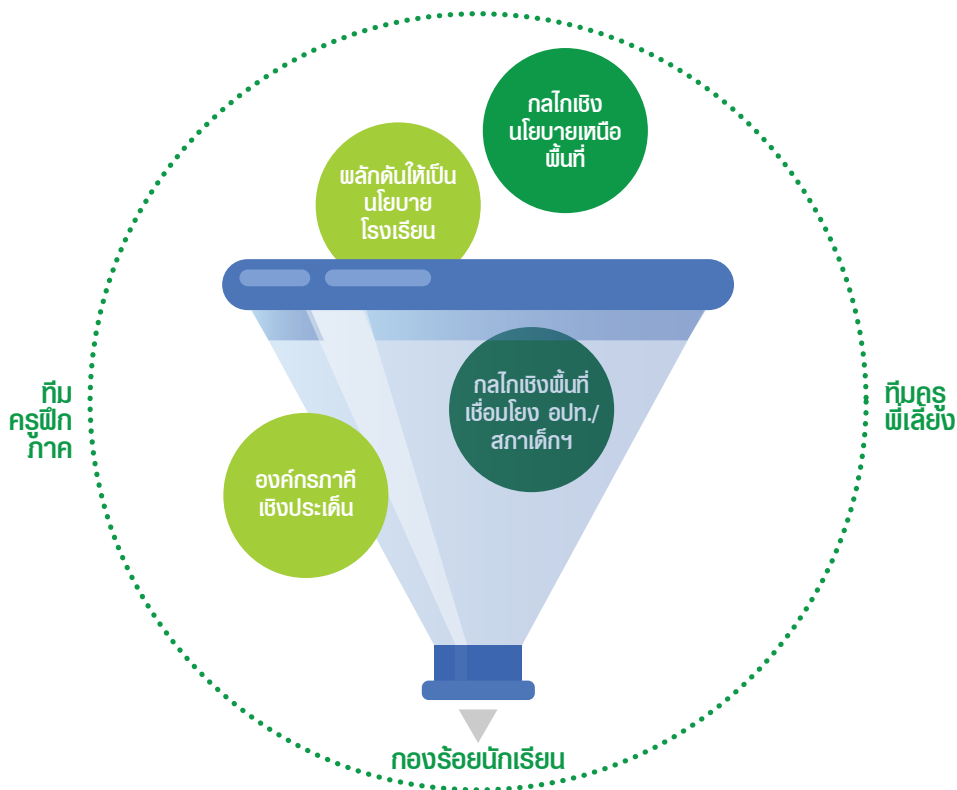 กลไกเชิง
นโยบายเหนือ
พื้นที่
ผลักดันให้เป็น
นโยบาย
โรงเรียน
กลไกเชิงพื้นที่
เชื่อมโยง อปท./
สภาเด็กฯ
ทีม
ครูฝึก
ภาค
ทีมครู
พี่เลี้ยง
องค์กรภาคี
เชิงประเด็น
กองร้อยนักเรียน